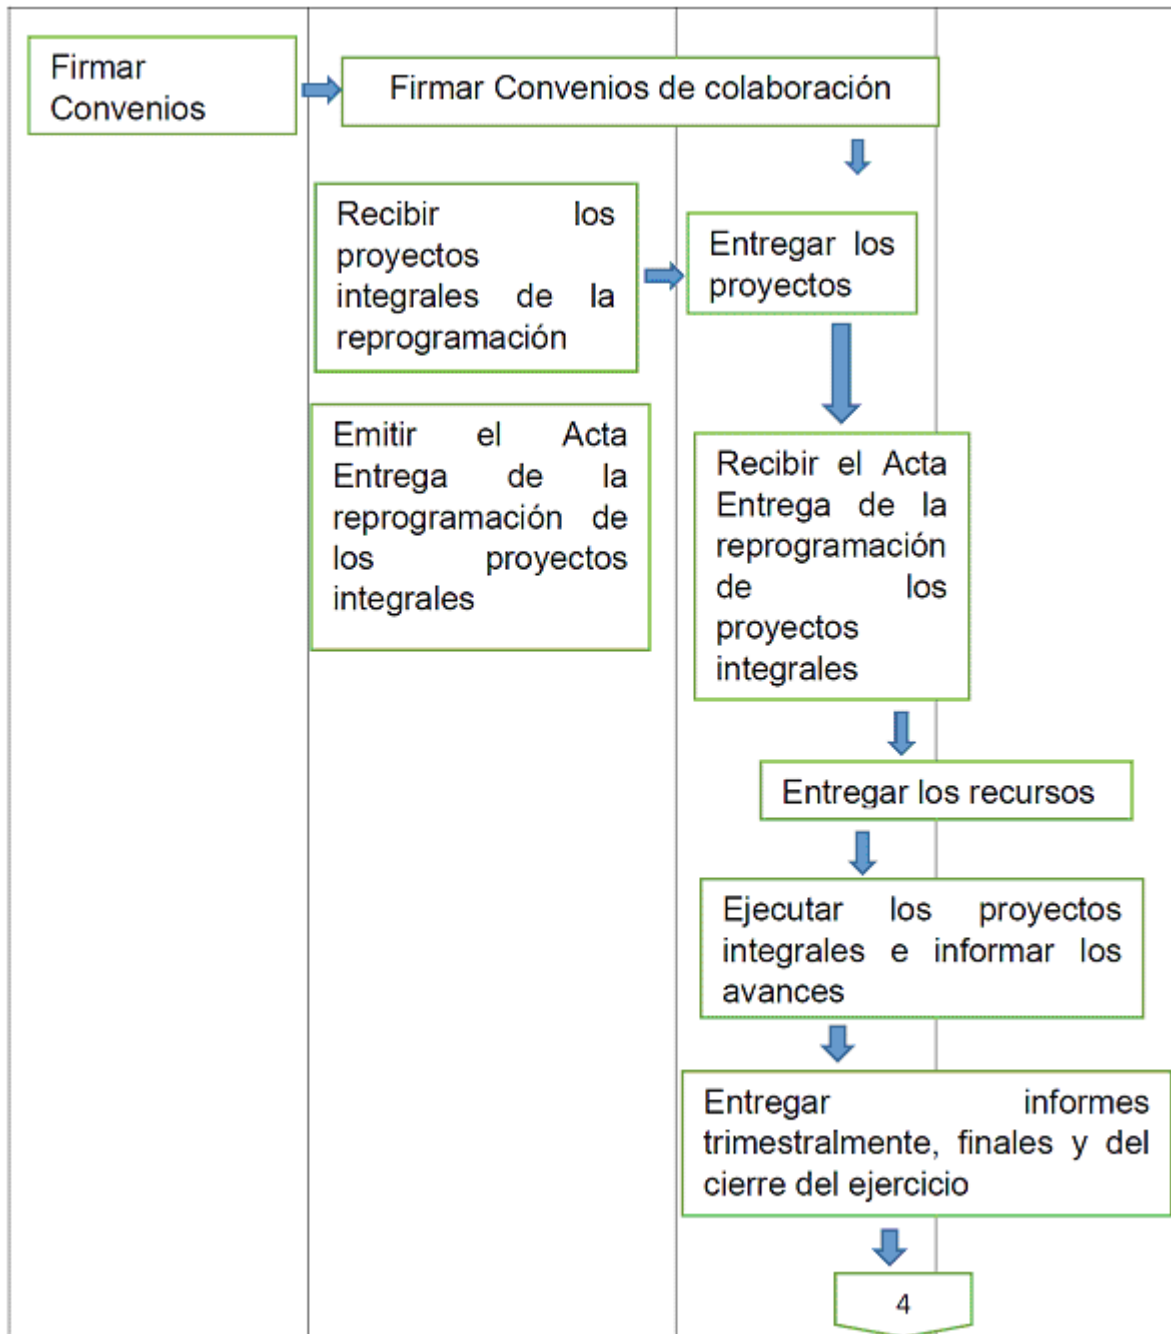 Firmar
Convenios
Firmar Convenios de colaboración
Recibir los
proyectos
integrales de la
reprogramación
Entregar los
proyectos
Emitir el Acta
Entrega de la
reprogramación de
los proyectos
integrales
Recibir el Acta
Entrega de la
reprogramación
de los
proyectos
integrales
Entregar los recursos
Ejecutar los proyectos
integrales e informar los
avances
Entregar informes
trimestralmente, finales y del
cierre del ejercicio
4